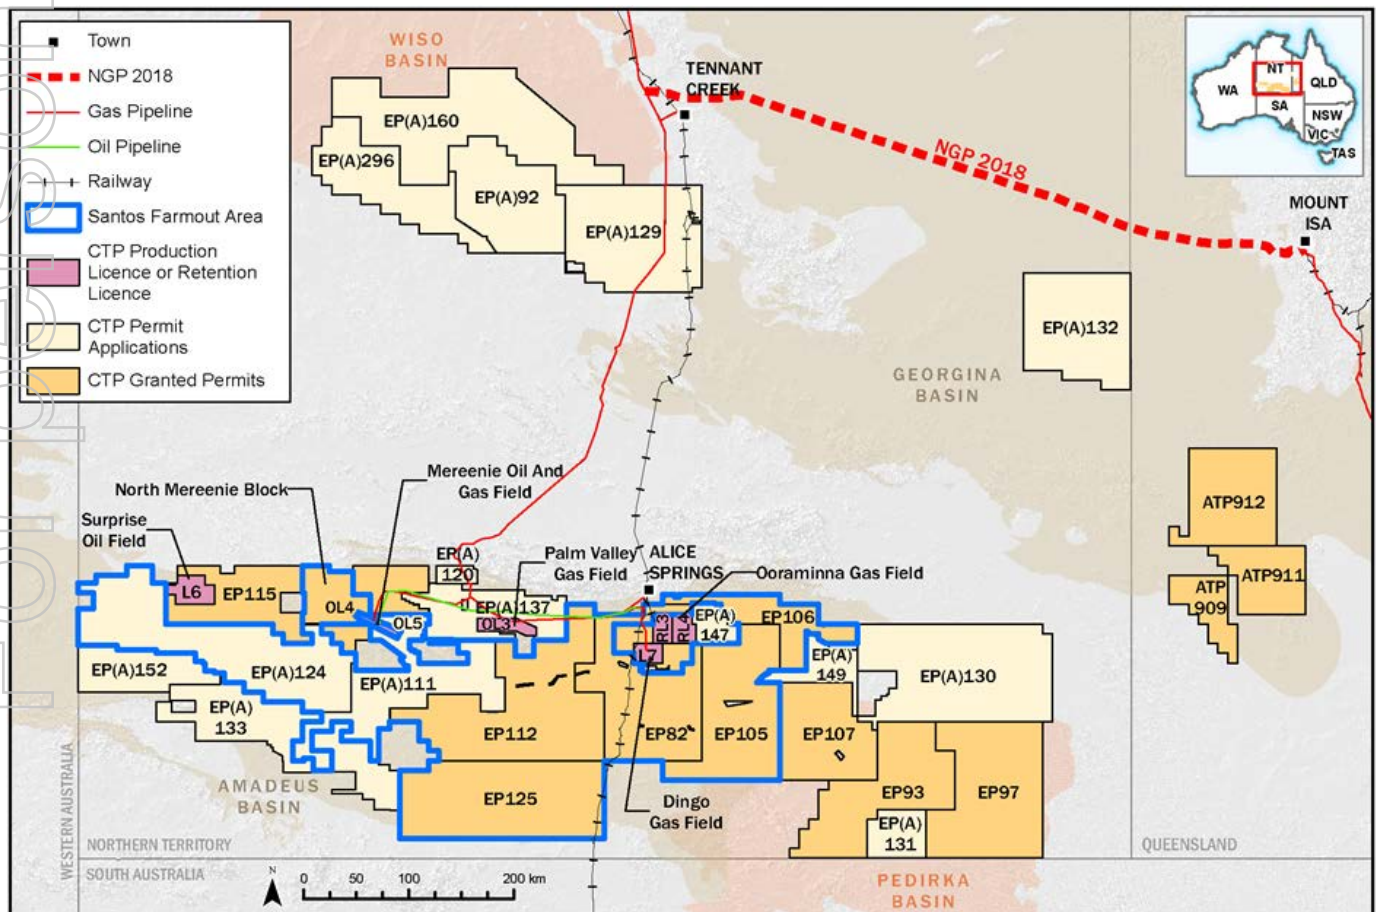 Town
NGP 2018
Gas Pipeline
Oil Pipeline
Railway
Santos Farmout Area
CTP Production
Licence or Retention
Licence
CTP Permit
Applications
CTP Granted Permits
WISO
BASIN
TENNANT
CREEK
NT
WA
QLD
SA
NSW
VIC
TAS
EP(A)160
EP(A)296
EP(A)92
EP(A)129
NGP 2018
MOUNT
ISA
EP(A)132
GEORGINA
BASIN
Mereenie Oil And
Gas Field
North Mereenie Block
Surprise
Oil Field
ATP912
ATP911
ATP
909
EP(A)
120
Palm Valley
Gas Field
ALICE
SPRINGS
Ooraminna Gas Field
L6
EP115
OL4
OL5
EP(A)137
OL3
RL3
RL4
EP(A)
147
EP106
L7
EP(A)152
EP(A)124
EP(A)111
EP(A)
149
EP(A)130
EP(A)
133
EP112
EP82
EP105
EP107
AMADEUS
BASIN
EP125
Dingo
Gas Field
EP93
EP97
EP(A)
131
WESTERN AUSTRALIA
NORTHERN TERRITORY
SOUTH AUSTRALIA
QUEENSLAND
N
0 50 100 200 km
PEDIRKA
BASIN